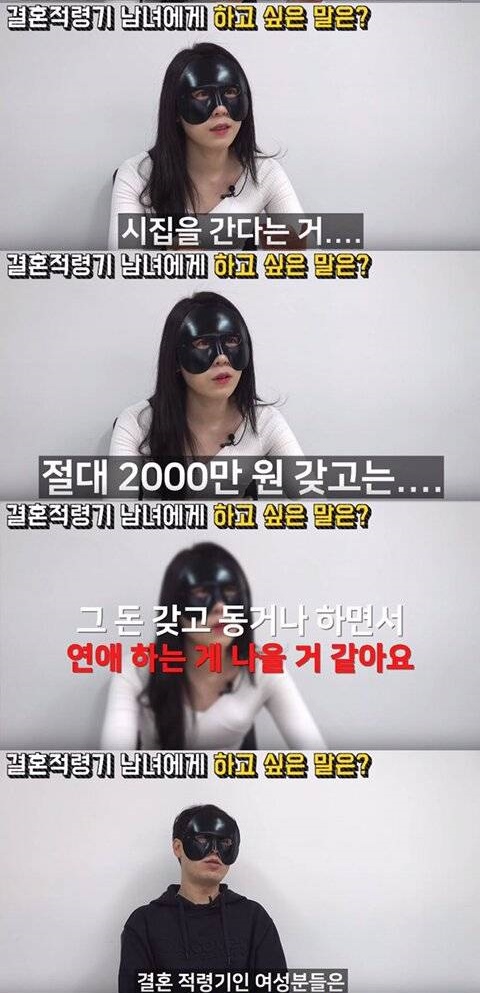 결혼적령기 남녀에게 하고 싶은 말은?
시집을 간다는 거....
결혼적령기 남녀에게 하고 싶은 말은?
절대 2000만 원 갖고는....
결혼적령기 남녀에게 하고 싶은 말은?
그 돈 갖고 동거나 하면서
연애 하는 게 나을 거 같아요
결혼적령기 남녀에게 하고 싶은 말은?
결혼 적령기인 여성분들은